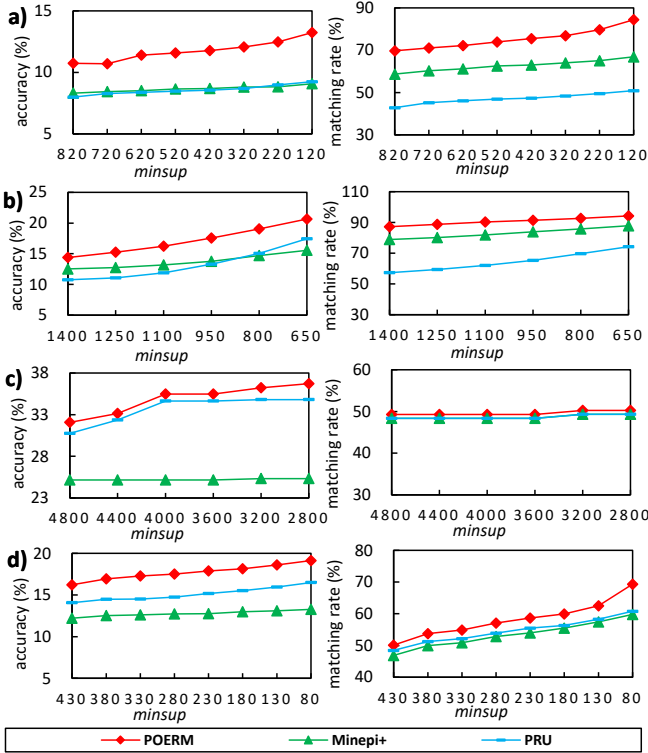 a)
accuracy (%)
15
10
5
820 720 620 520 420 320 220 120
minsup
matching rate (%)
90
70
50
30
820 720 620 520 420 320 220 120
minsup
b)
accuracy (%)
25
20
15
10
5
1400 1250 1100 950 800 650
minsup
matching rate (%)
110
90
70
50
30
1400 1250 1100 950 800 650
minsup
c)
accuracy (%)
38
33
28
23
4800 4400 4000 3600 3200 2800
minsup
matching rate (%)
60
50
40
30
4800 4400 4000 3600 3200 2800
minsup
d)
accuracy (%)
20
15
10
5
430 380 330 280 230 180 130 80
minsup
matching rate (%)
80
70
60
50
40
430 380 330 280 230 180 130 80
minsup
POERM Minepi+ PRU